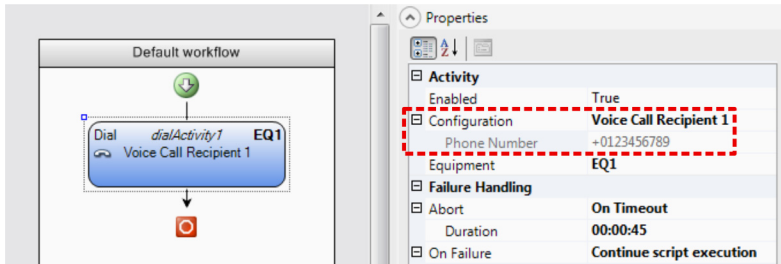 Default workflow
Dial dialActivity1 EQ1
Voice Call Recipient 1
Properties
Activity
Enabled True
Configuration Voice Call Recipient 1
Phone Number +0123456789
Equipment EQ1
Failure Handling
Abort On Timeout
Duration 00:00:45
On Failure Continue script execution